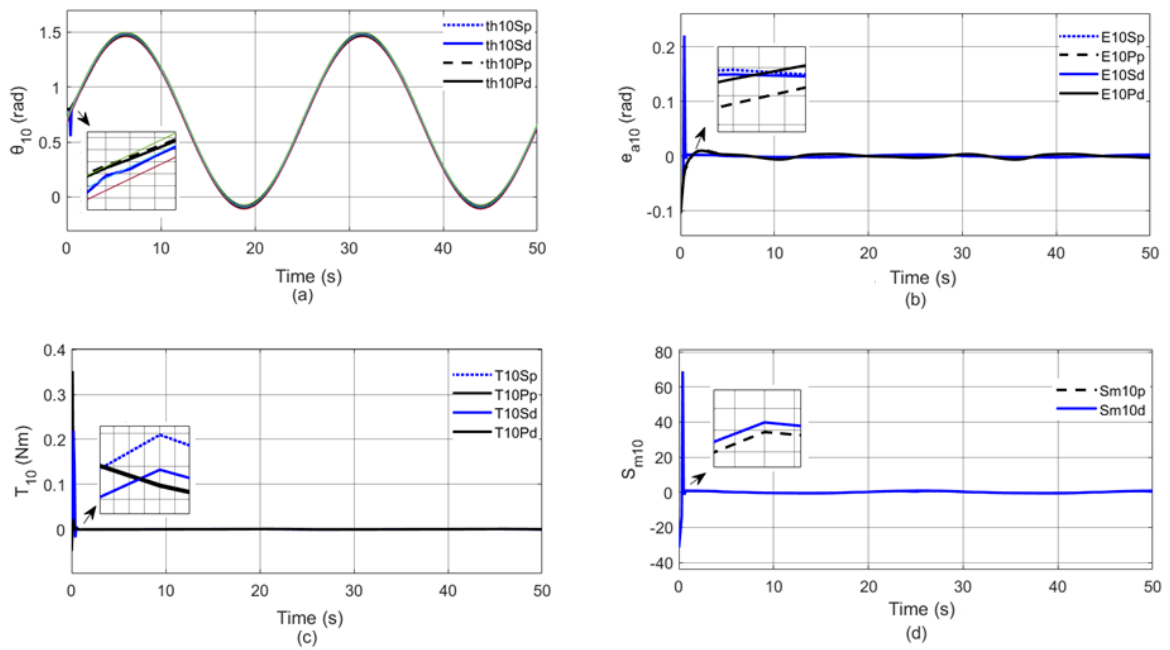 1.5
1
0.5
0
θ10 (rad)
th10Sp
th10Sd
th10Pp
th10Pd
0 10 20 30 40 50
Time (s)
(a)
0.2
0.1
0
-0.1
ea10 (rad)
E10Sp
E10Pp
E10Sd
E10Pd
0 10 20 30 40 50
Time (s)
(b)
0.4
0.3
0.2
0.1
0
T10 (Nm)
T10Sp
T10Pp
T10Sd
T10Pd
0 10 20 30 40 50
Time (s)
(c)
80
60
40
20
0
-20
-40
Sm10
Sm10p
Sm10d
0 10 20 30 40 50
Time (s)
(d)